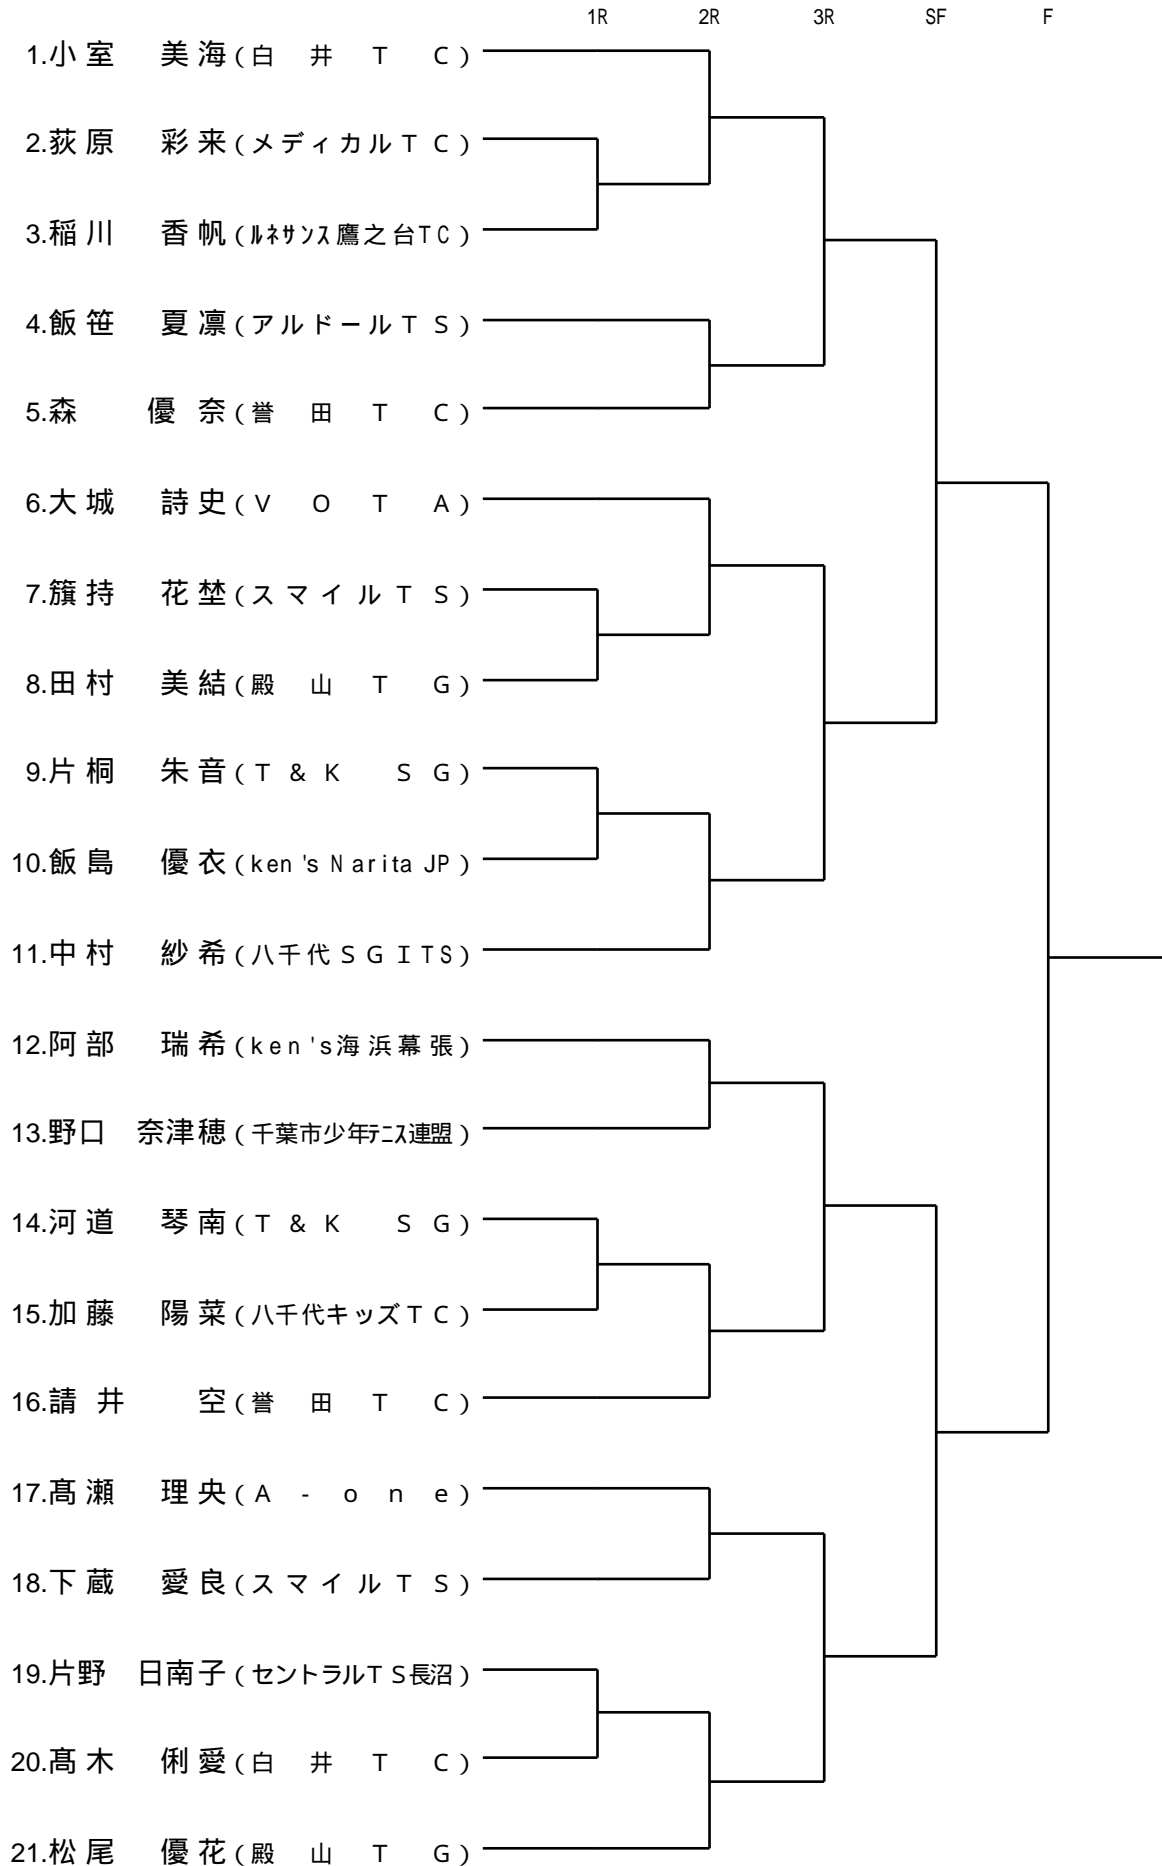 1R 2R 3R SF F
1.小室 美海(白井TC)
2.荻原 彩来(メディカルTC)
3.稲川 香帆(ルネサンス鷹之台TC)
4.飯笹 夏凛(アルドールTS)
5.森 優奈(誉田TC)
6.大城 詩史(VOTA)
7.籏持 花埜(スマイルTS)
8.田村 美結(殿山TG)
9.片桐 朱音(T&K SG)
10.飯島 優衣(ken's Narita JP)
11.中村 紗希(八千代SGITS)
12.阿部 瑞希(ken's海浜幕張)
13.野口 奈津穂(千葉市少年テニス連盟)
14.河道 琴南(T&K SG)
15.加藤 陽菜(八千代キッズTC)
16.請井 空(誉田TC)
17.髙瀬 理央(A-one)
18.下蔵 愛良(スマイルTS)
19.片野 日南子(セントラルTS長沼)
20.髙木 俐愛(白井TC)
21.松尾 優花(殿山TG)